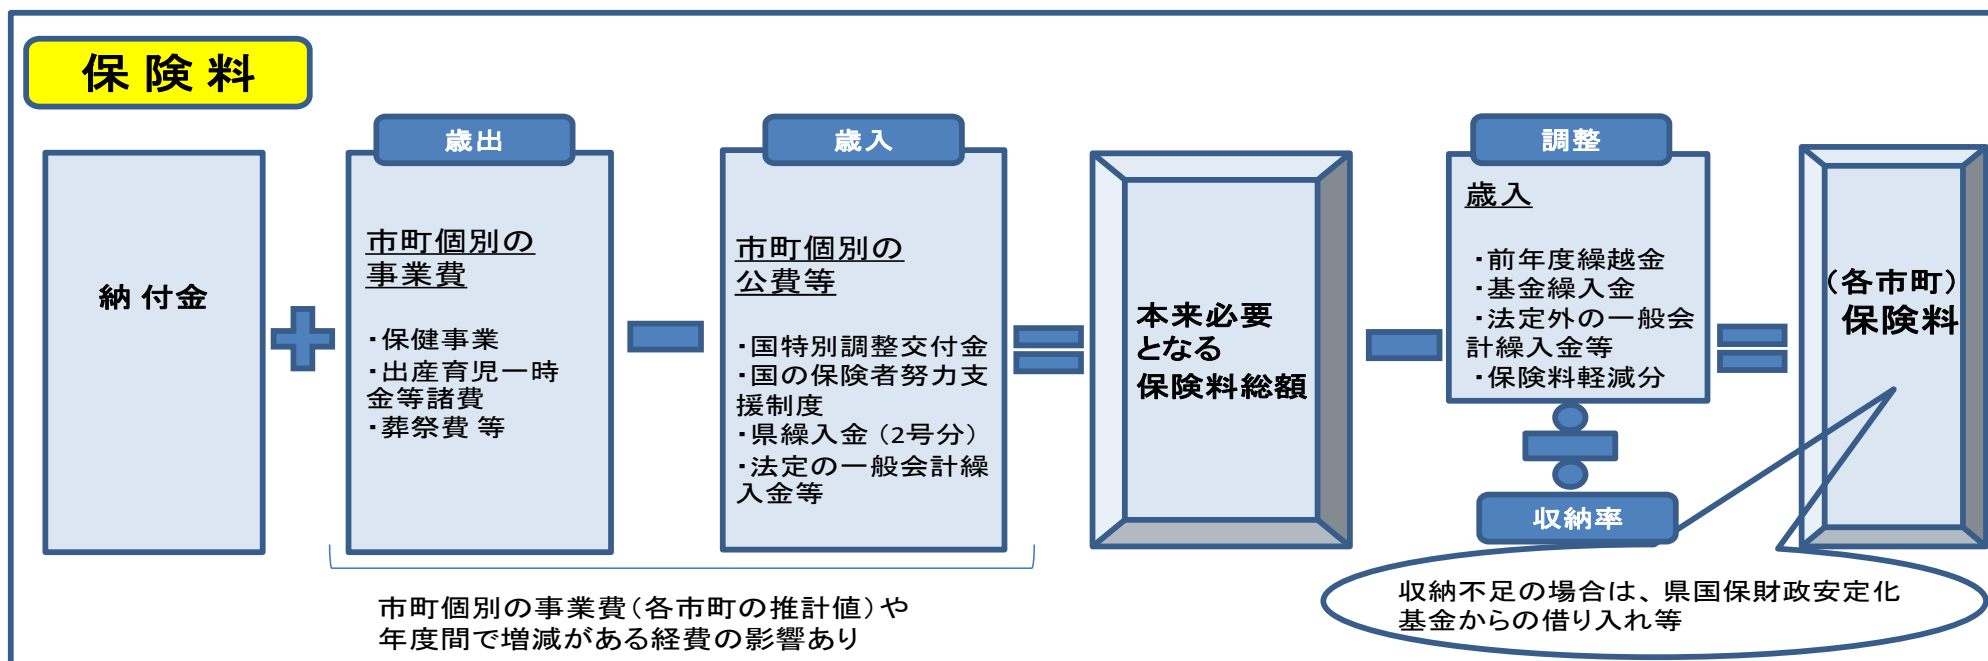 保険料
納付金
歳出
市町個別の
事業費
・保健事業
・出産育児一時
金等諸費
・葬祭費 等
歳入
市町個別の
公費等
・国特別調整交付金
・国の保険者努力支
援制度
・県繰入金（2号分）
・法定の一般会計繰
入金等
市町個別の事業費（各市町の推計値）や
年度間で増減がある経費の影響あり
本来必要
となる
保険料総額
調整
歳入
・前年度繰越金
・基金繰入金
・法定外の一般会
計繰入金等
・保険料軽減分
収納率
（各市町）
保険料
収納不足の場合は、県国保財政安定化
基金からの借り入れ等